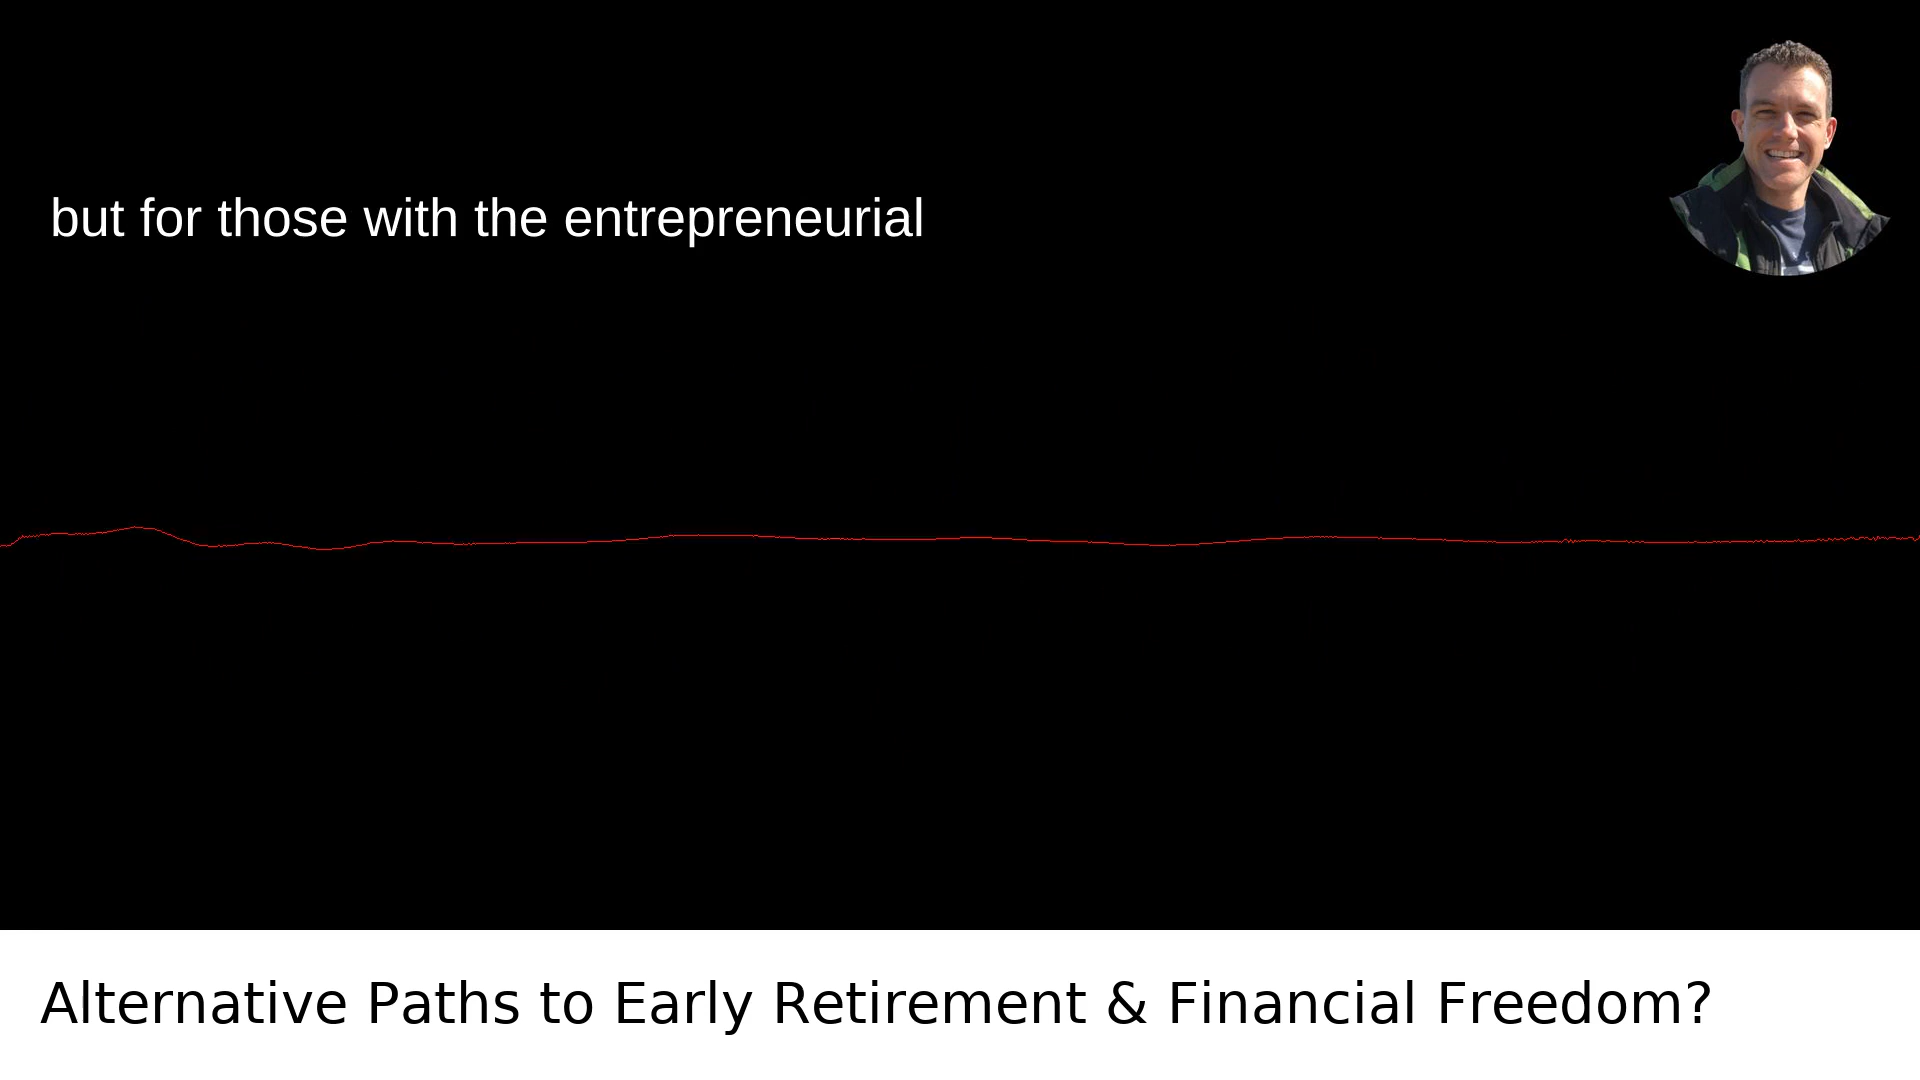 but for those with the entrepreneurial
Alternative Paths to Early Retirement & Financial Freedom?